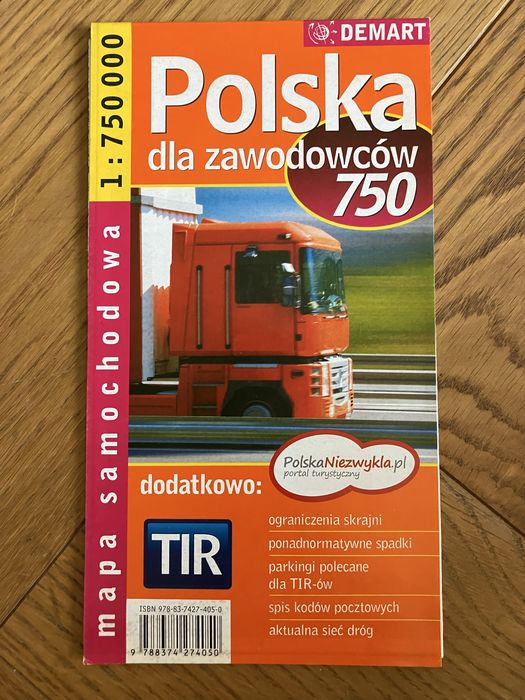 DEMART
1:750 000
Polska
dla zawodowców
750
mapa samochodowa
PolskaNiezwykla.pl
portal turystyczny
dodatkowo:
TIR
ograniczenia skrajni
ponadnormatywne spadki
parkingi polecane
dla TIR-ów
spis kodów pocztowych
aktualna sieć dróg
ISBN 978-83-7427-405-0
9 788374 274050